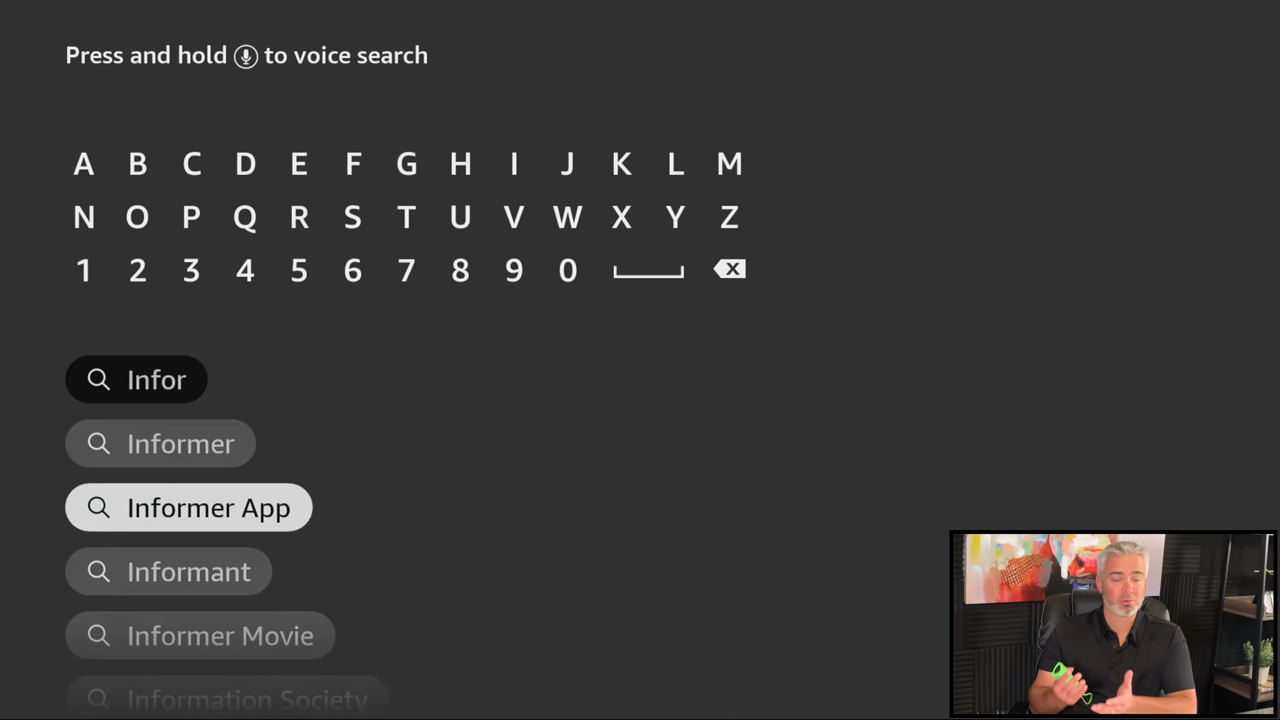 Press and hold to voice search
A B C D E F G H I J K L M
N O P Q R S T U V W X Y Z
1 2 3 4 5 6 7 8 9 0
Infor
Informer
Informer App
Informant
Informer Movie
Information Society